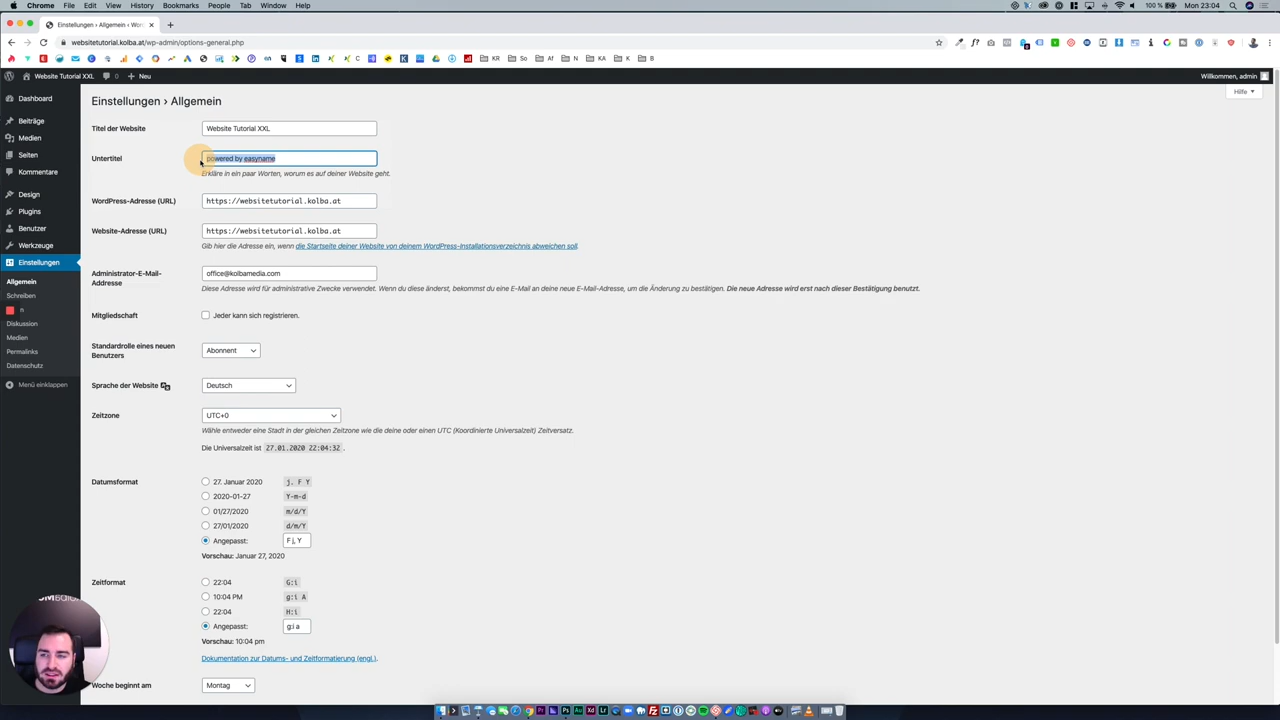 Chrome File Edit View History Bookmarks People Tab Window Help 100 % Mon 23:04
Einstellungen › Allgemein ‹ Wor
websitetutorial.kolba.at/wp-admin/options-general.php
KR So Af N KA K B
Website Tutorial XXL 0 Neu Willkommen, admin
Dashboard
Beiträge
Medien
Seiten
Kommentare
Design
Plugins
Benutzer
Werkzeuge
Einstellungen
Allgemein
Schreiben
n
Diskussion
Medien
Permalinks
Datenschutz
Menü einklappen
Hilfe
Einstellungen › Allgemein
Titel der Website Website Tutorial XXL
Untertitel powered by easyname
Erkläre in ein paar Worten, worum es auf deiner Website geht.
WordPress-Adresse (URL) https://websitetutorial.kolba.at
Website-Adresse (URL) https://websitetutorial.kolba.at
Gib hier die Adresse ein, wenn die Startseite deiner Website von deinem WordPress-Installationsverzeichnis abweichen soll.
Administrator-E-Mail-Addresse office@kolbamedia.com
Diese Adresse wird für administrative Zwecke verwendet. Wenn du diese änderst, bekommst du eine E-Mail an deine neue E-Mail-Adresse, um die Änderung zu bestätigen. Die neue Adresse wird erst nach dieser Bestätigung benutzt.
Mitgliedschaft Jeder kann sich registrieren.
Standardrolle eines neuen Benutzers Abonnent
Sprache der Website Deutsch
Zeitzone UTC+0
Wähle entweder eine Stadt in der gleichen Zeitzone wie die deine oder einen UTC (Koordinierte Universalzeit) Zeitversatz.
Die Universalzeit ist 27.01.2020 22:04:32 .
Datumsformat 27. Januar 2020 j. F Y
2020-01-27 Y-m-d
01/27/2020 m/d/Y
27/01/2020 d/m/Y
Angepasst: F j, Y
Vorschau: Januar 27, 2020
Zeitformat 22:04 G:i
10:04 PM g:i A
22:04 H:i
Angepasst: g:i a
Vorschau: 10:04 pm
Dokumentation zur Datums- und Zeitformatierung (engl.).
Woche beginnt am Montag